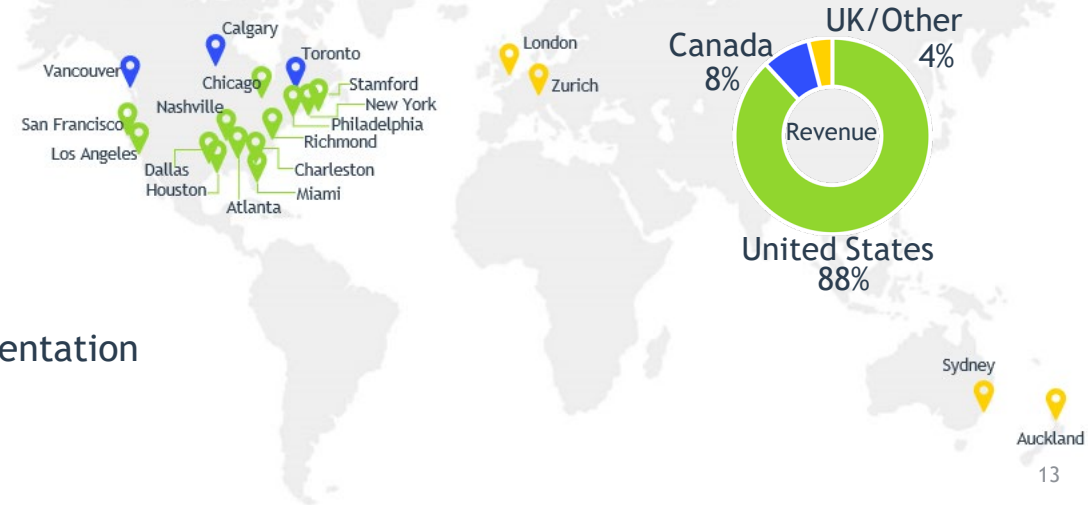 Calgary
Vancouver
Toronto
Chicago
Stamford
Nashville
New York
San Francisco
Philadelphia
Richmond
Los Angeles
Dallas
Charleston
Houston
Miami
Atlanta
London
Zurich
UK/Other
4%
Canada
8%
Revenue
United States
88%
entation
Sydney
Auckland
13